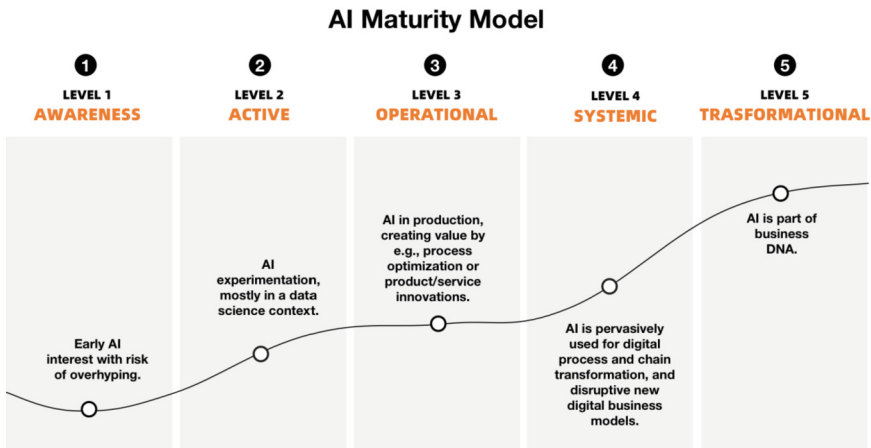 AI Maturity Model
1
LEVEL 1
AWARENESS
Early AI
interest with risk
of overhyping.
2
LEVEL 2
ACTIVE
AI
experimentation,
mostly in a data
science context.
3
LEVEL 3
OPERATIONAL
AI in production,
creating value by
e.g., process
optimization or
product/service
innovations.
4
LEVEL 4
SYSTEMIC
AI is pervasively
used for digital
process and chain
transformation, and
disruptive new
digital business
models.
5
LEVEL 5
TRASFORMATIONAL
AI is part of
business
DNA.